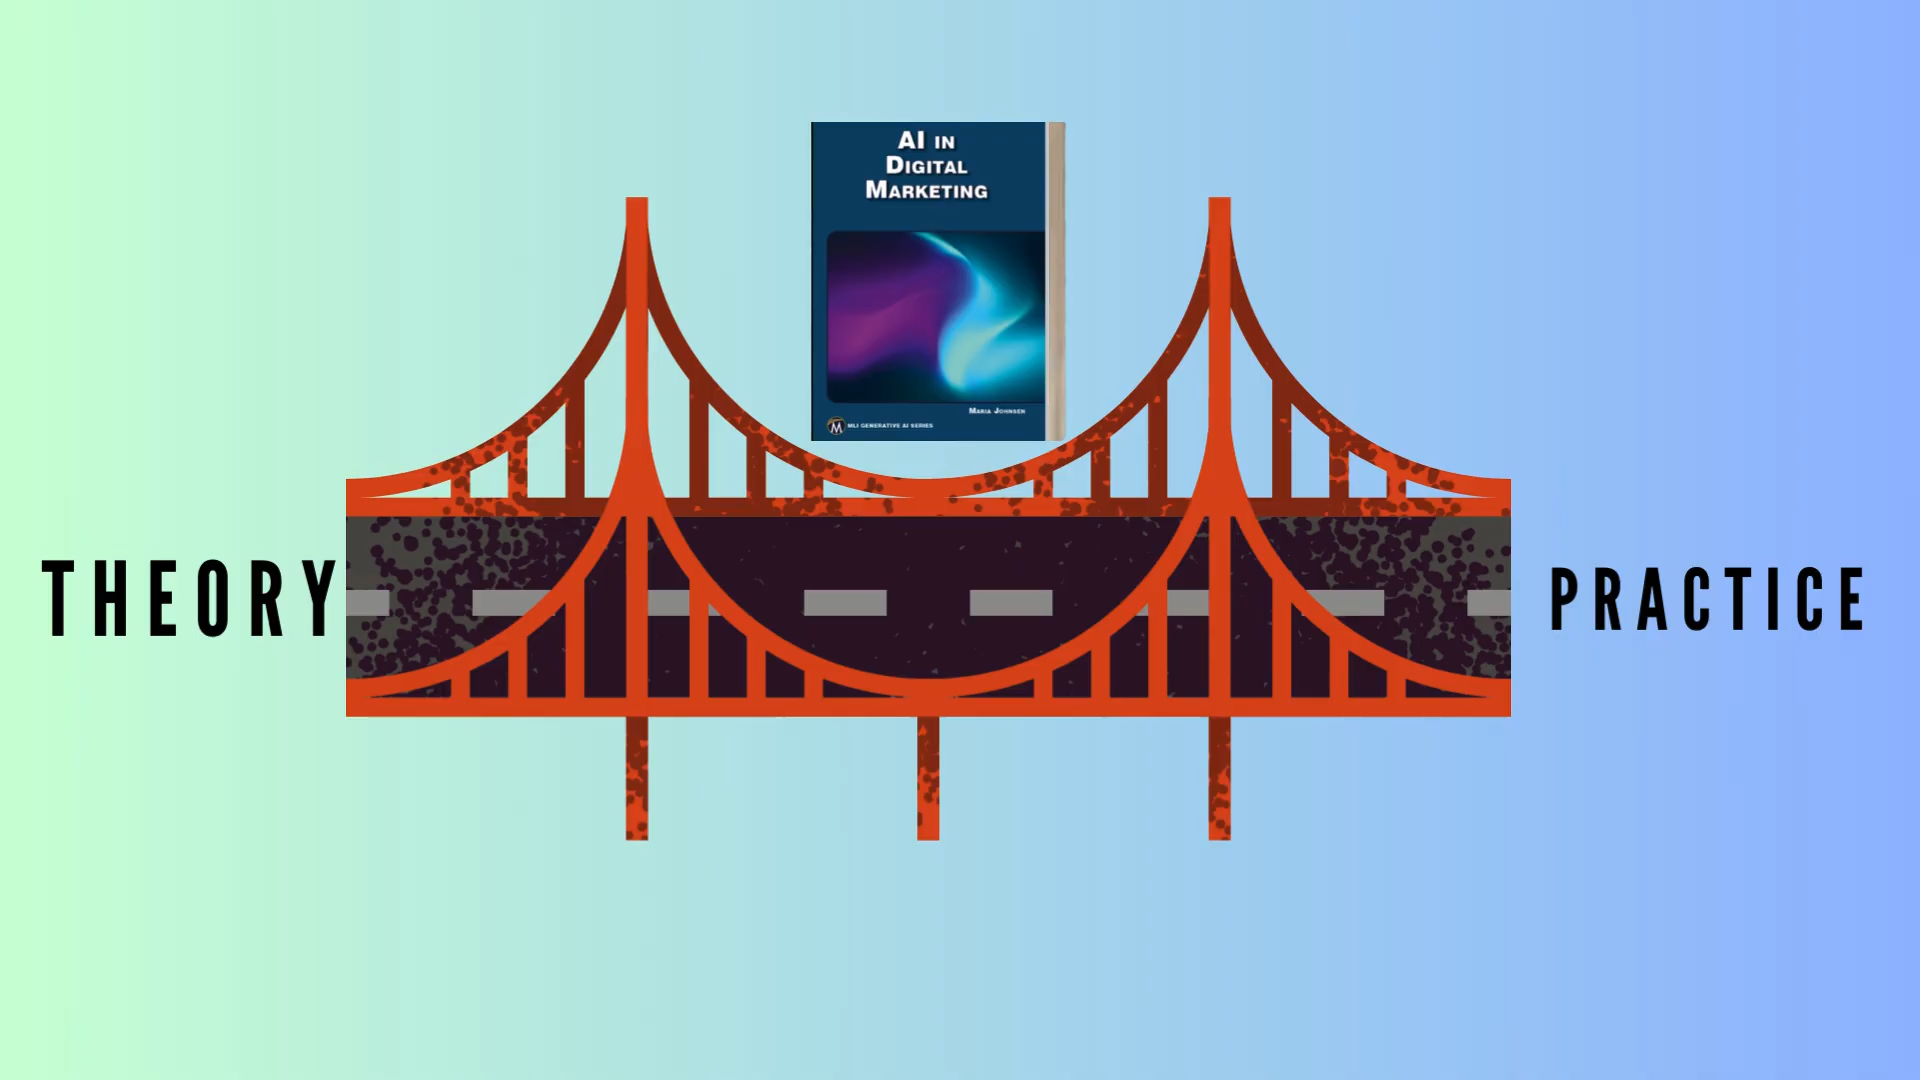 AI IN
DIGITAL
MARKETING
MARIA JOHNSEN
M MLI GENERATIVE AI SERIES
THEORY
PRACTICE